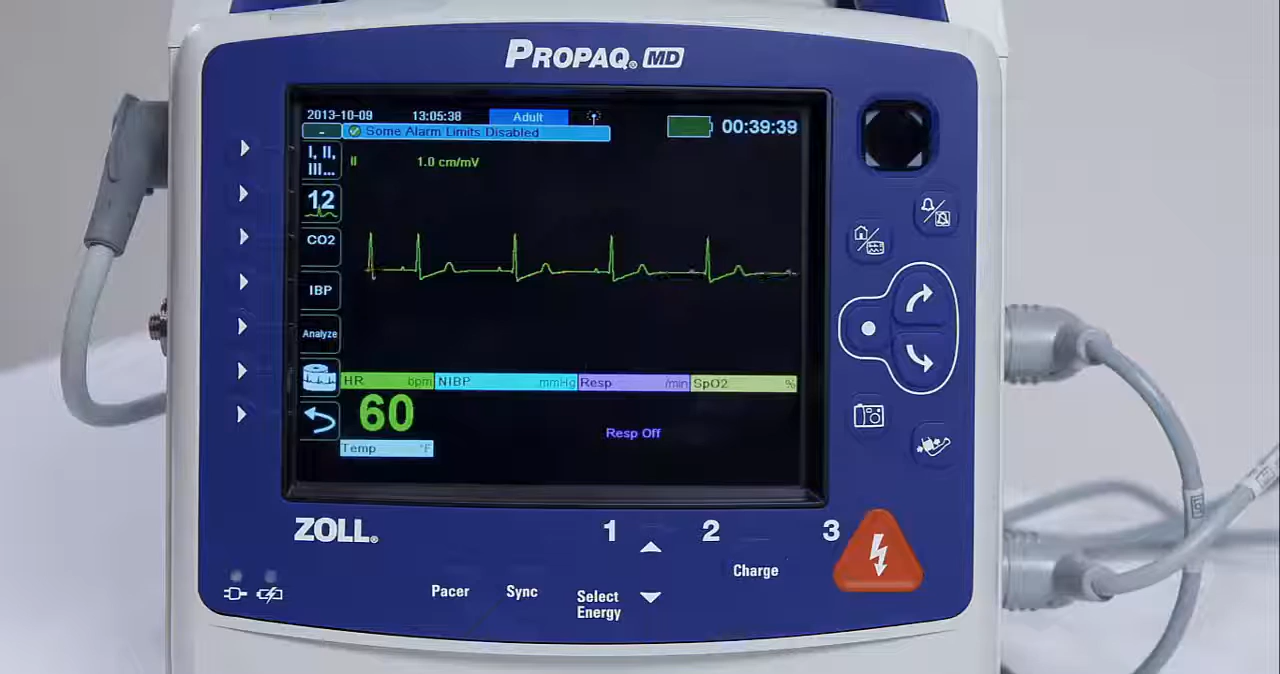 PROPAQ® MD
2013-10-09 13:05:38 Adult 00:39:39
- Some Alarm Limits Disabled
I, II,
III...
II 1.0 cm/mV
12
CO2
IBP
Analyze
HR bpm NIBP mmHg Resp /min SpO2 %
60
Resp Off
Temp °F
ZOLL® 1 2 3
Charge
Pacer Sync Select
Energy